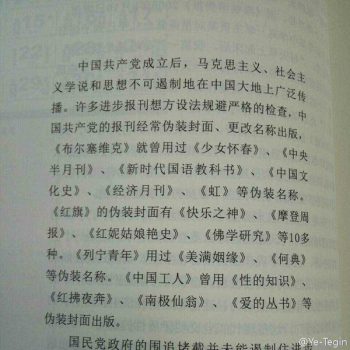 中国共产党成立后,马克思主义、社会主
义学说和思想不可遏制地在中国大地上广泛传
播。许多进步报刊想方设法规避严格的检查,中
国共产党的报刊经常伪装封面、更改名称出版,
《布尔塞维克》就曾用过《少女怀春》、《中央
半月刊》、《新时代国语教科书》、《中国文
化史》、《经济月刊》、《虹》等伪装名称。
《红旗》的伪装封面有《快乐之神》、《摩登周
报》、《红妮姑娘艳史》、《佛学研究》等10多
种。《列宁青年》用过《美满姻缘》、《何典》
等伪装名称。《中国工人》曾用《性的知识》、
《红拂夜奔》、《南极仙翁》、《爱的丛书》等
伪装封面出版。
国民党政府的围追堵截并未能遏制住进步
@Ye-Tegin